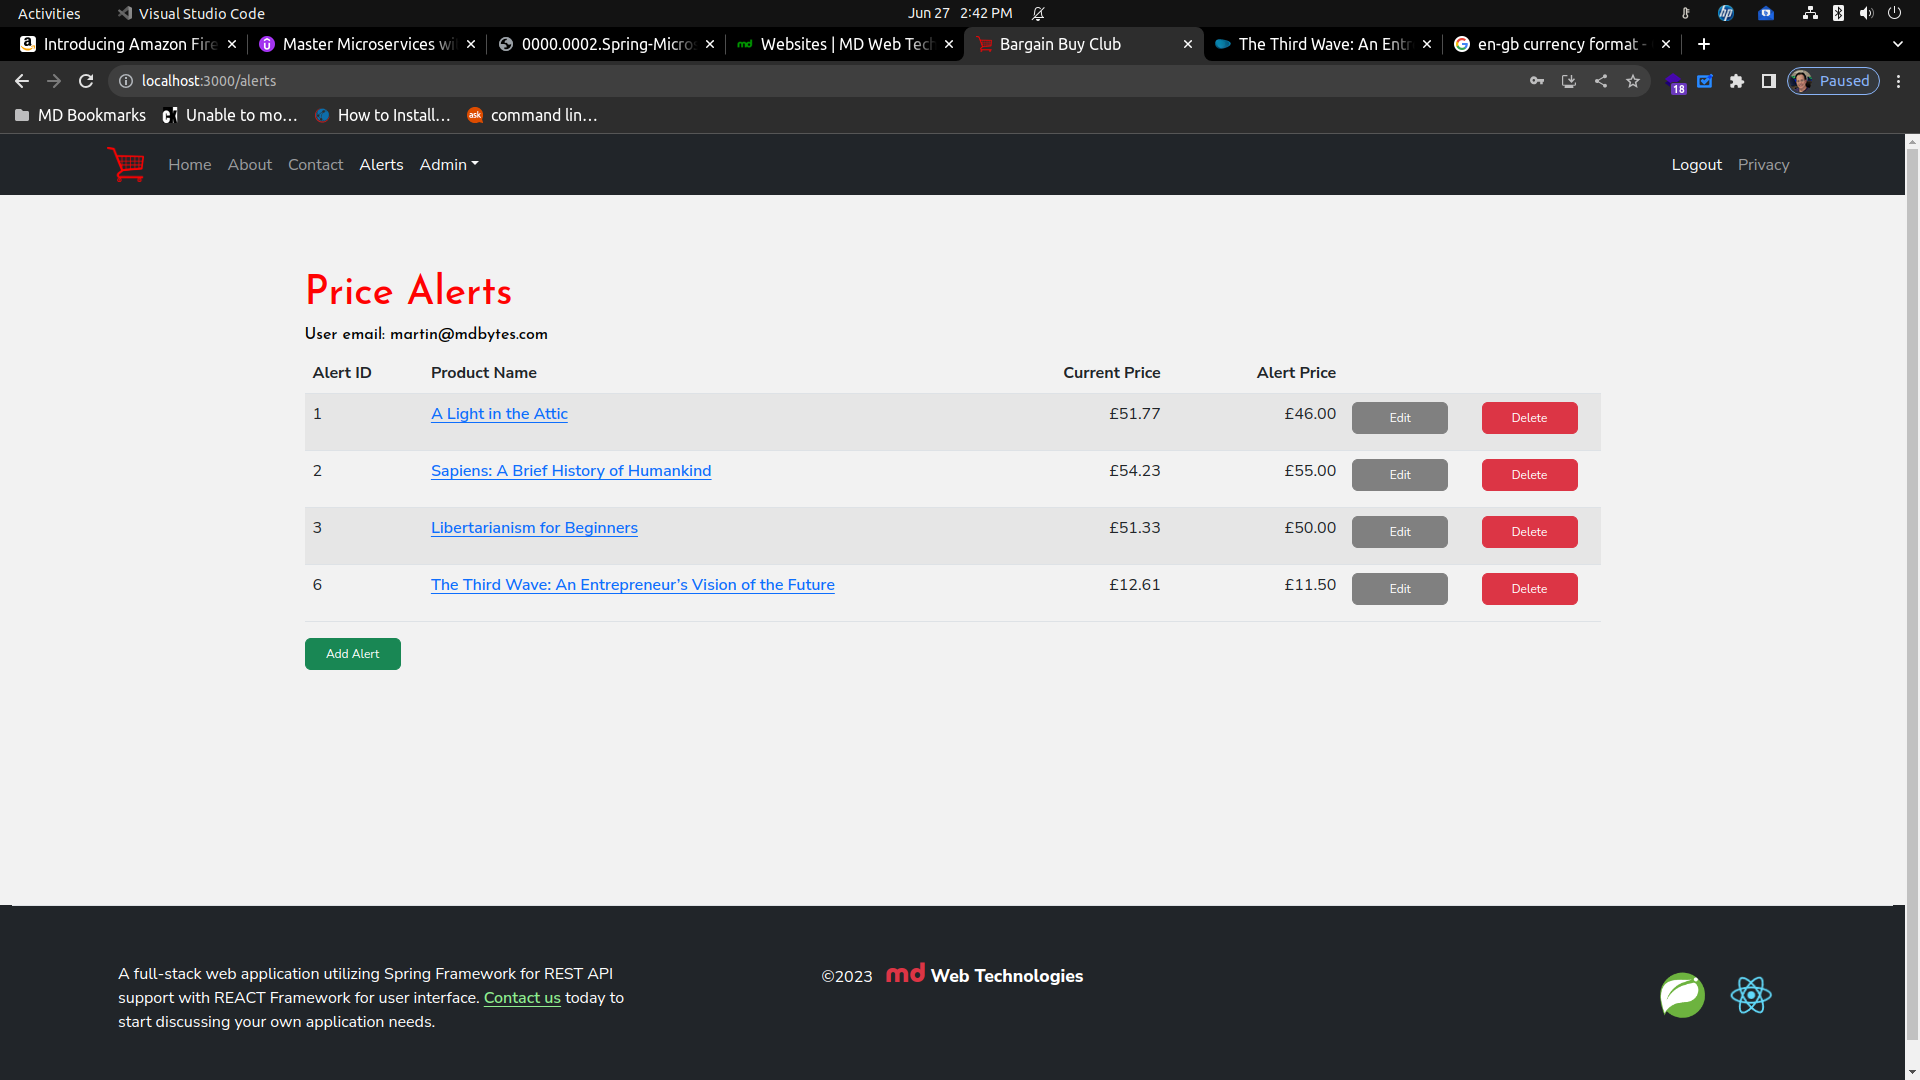 Activities Visual Studio Code Jun 27 2:42 PM hp
Introducing Amazon Fire Master Microservices wi 0000.0002.Spring-Micros md Websites | MD Web Tech Bargain Buy Club The Third Wave: An Entr en-gb currency format -
localhost:3000/alerts 18 Paused
MD Bookmarks Unable to mo... How to Install... ask command lin...
Home About Contact Alerts Admin Logout Privacy
Price Alerts
User email: martin@mdbytes.com
Alert ID Product Name Current Price Alert Price
1 A Light in the Attic £51.77 £46.00 Edit Delete
2 Sapiens: A Brief History of Humankind £54.23 £55.00 Edit Delete
3 Libertarianism for Beginners £51.33 £50.00 Edit Delete
6 The Third Wave: An Entrepreneur’s Vision of the Future £12.61 £11.50 Edit Delete
Add Alert
A full-stack web application utilizing Spring Framework for REST API
support with REACT Framework for user interface. Contact us today to
start discussing your own application needs.
©2023 md Web Technologies